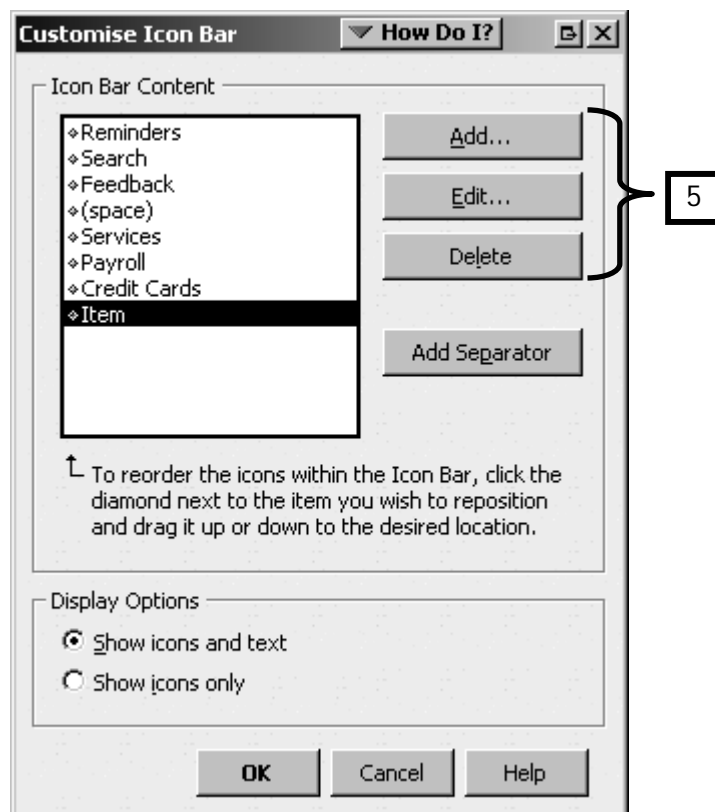 Customise Icon Bar
How Do I?
Icon Bar Content
Reminders
Search
Feedback
(space)
Services
Payroll
Credit Cards
Item
Add...
Edit...
Delete
5
Add Separator
To reorder the icons within the Icon Bar, click the
diamond next to the item you wish to reposition
and drag it up or down to the desired location.
Display Options
Show icons and text
Show icons only
OK
Cancel
Help